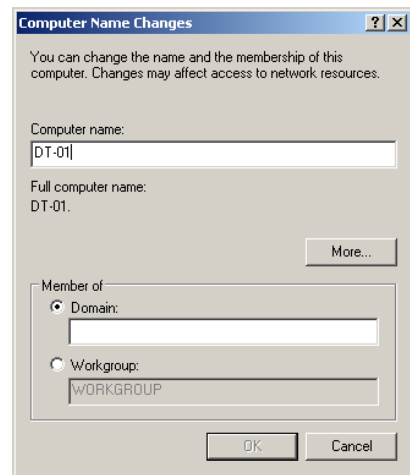 Computer Name Changes
You can change the name and the membership of this
computer. Changes may affect access to network resources.
Computer name:
DT-01
Full computer name:
DT-01.
More...
Member of
Domain:
Workgroup:
WORKGROUP
OK
Cancel